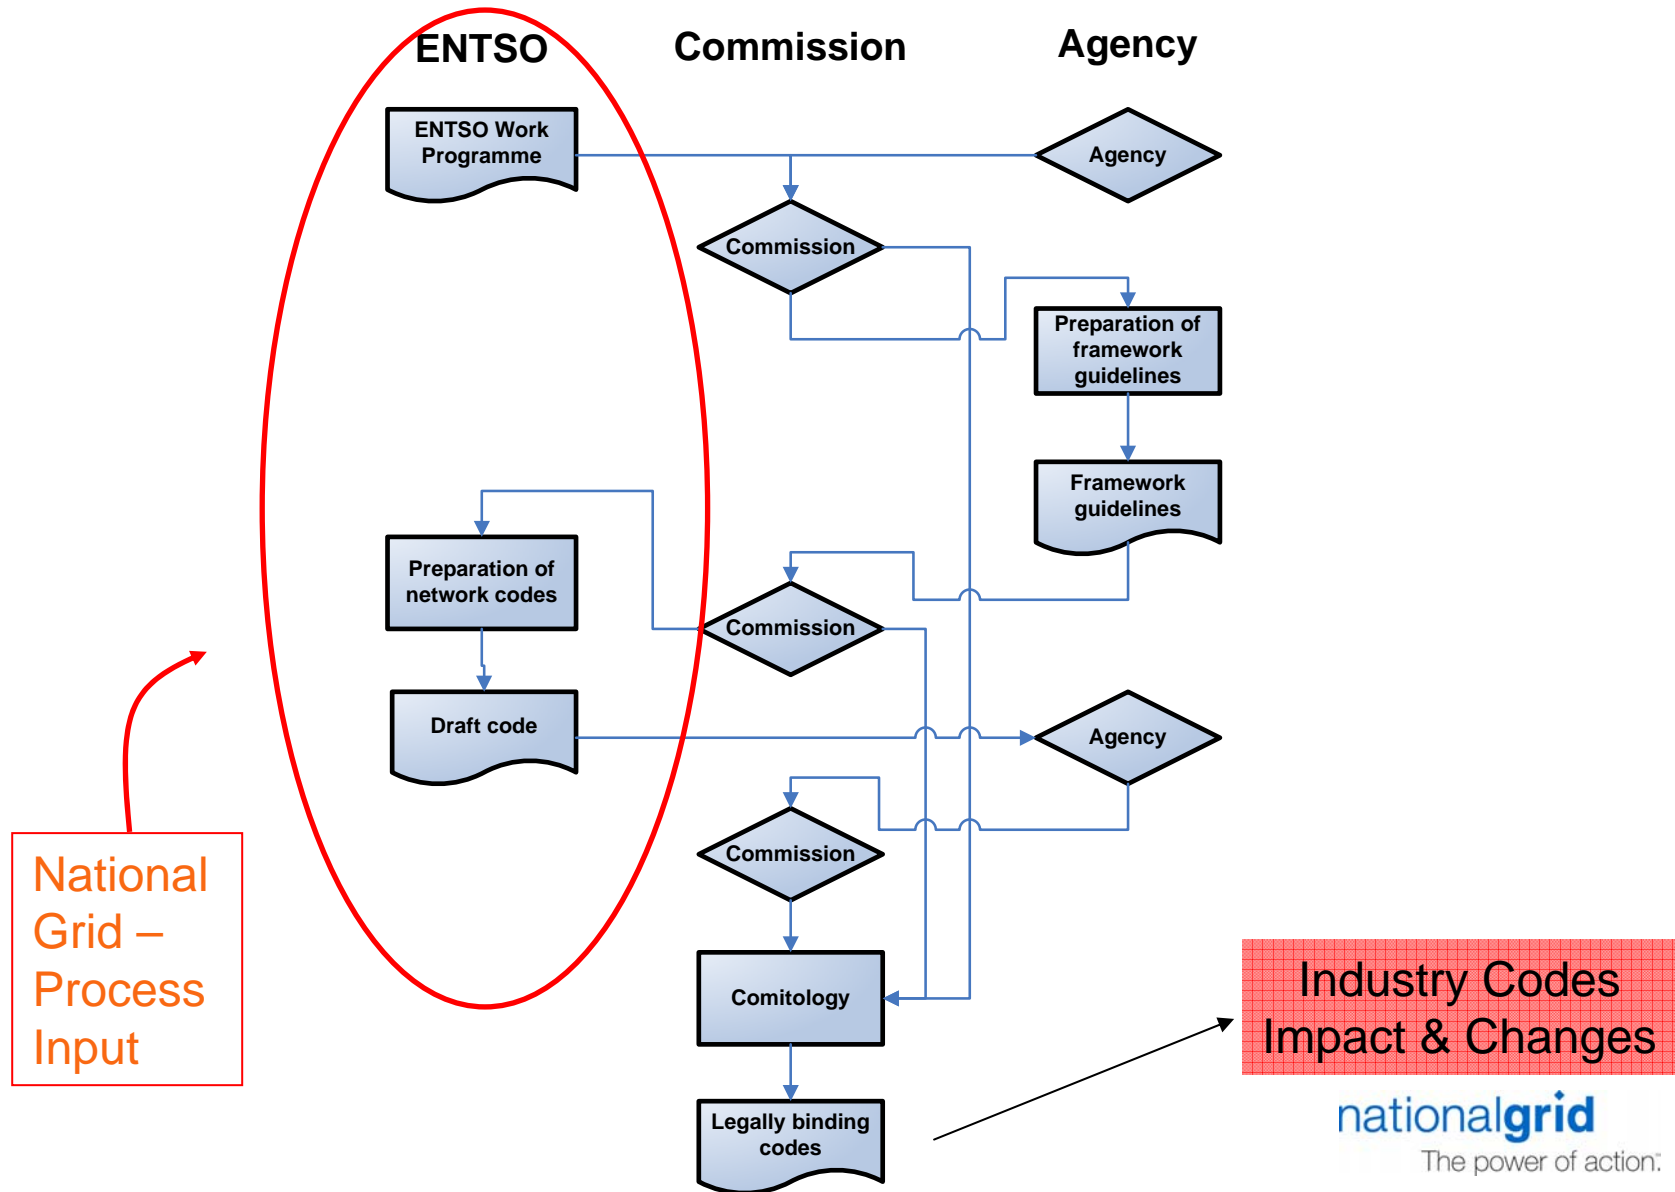 ENTSO
Commission
Agency
ENTSO Work
Programme
Agency
Commission
Preparation of
framework
guidelines
Framework
guidelines
Preparation of
network codes
Commission
Draft code
Agency
Commission
National
Grid –
Process
Input
Comitology
Industry Codes
Impact & Changes
Legally binding
codes
nationalgrid
The power of action.™